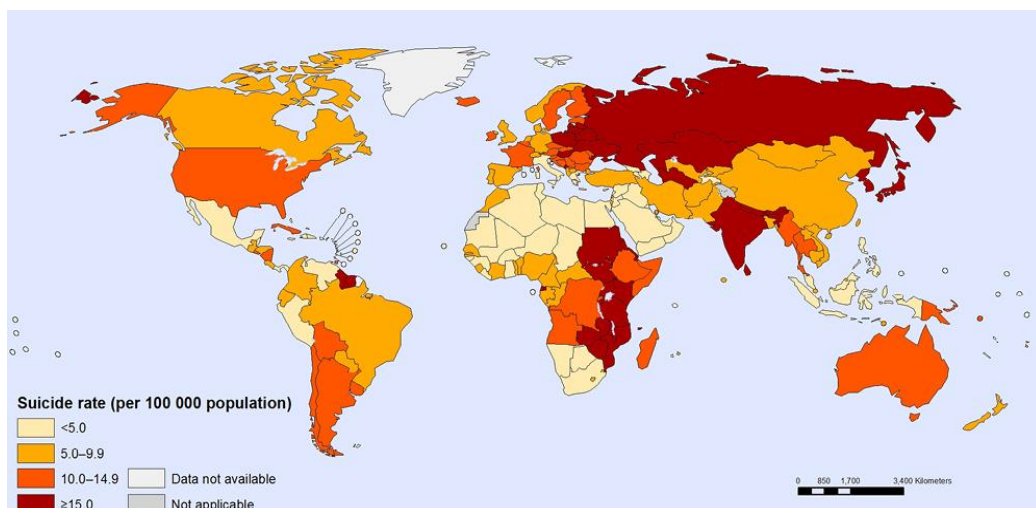 Suicide rate (per 100 000 population)
<5.0
5.0–9.9
10.0–14.9
≥15.0
Data not available
Not applicable
0 850 1,700 3,400 Kilometers